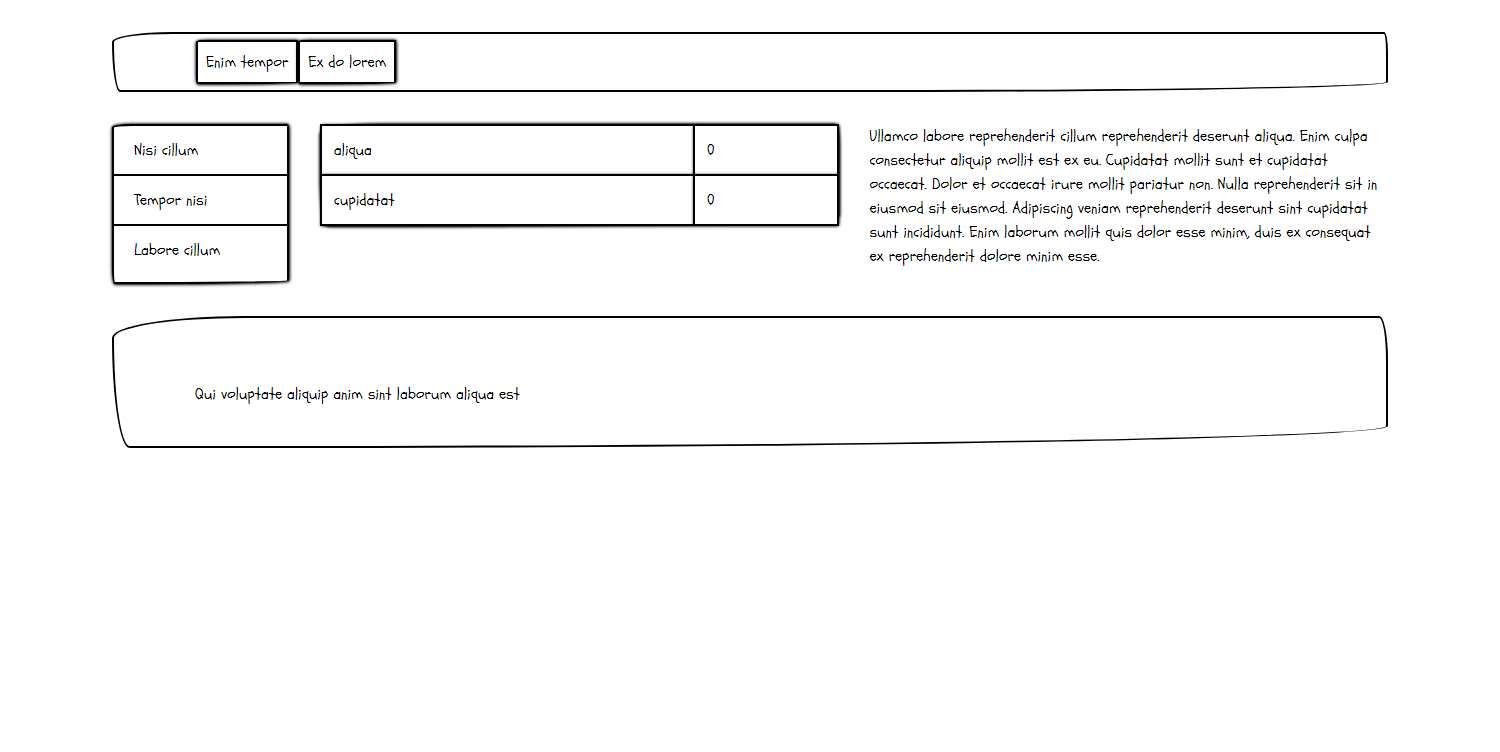 Enim tempor
Ex do lorem
Nisi cillum
Tempor nisi
Labore cillum
aliqua 0
cupidatat 0
Ullamco labore reprehenderit cillum reprehenderit deserunt aliqua. Enim culpa
consectetur aliquip mollit est ex eu. Cupidatat mollit sunt et cupidatat
occaecat. Dolor et occaecat irure mollit pariatur non. Nulla reprehenderit sit in
eiusmod sit eiusmod. Adipiscing veniam reprehenderit deserunt sint cupidatat
sunt incididunt. Enim laborum mollit quis dolor esse minim, duis ex consequat
ex reprehenderit dolore minim esse.
Qui voluptate aliquip anim sint laborum aliqua est